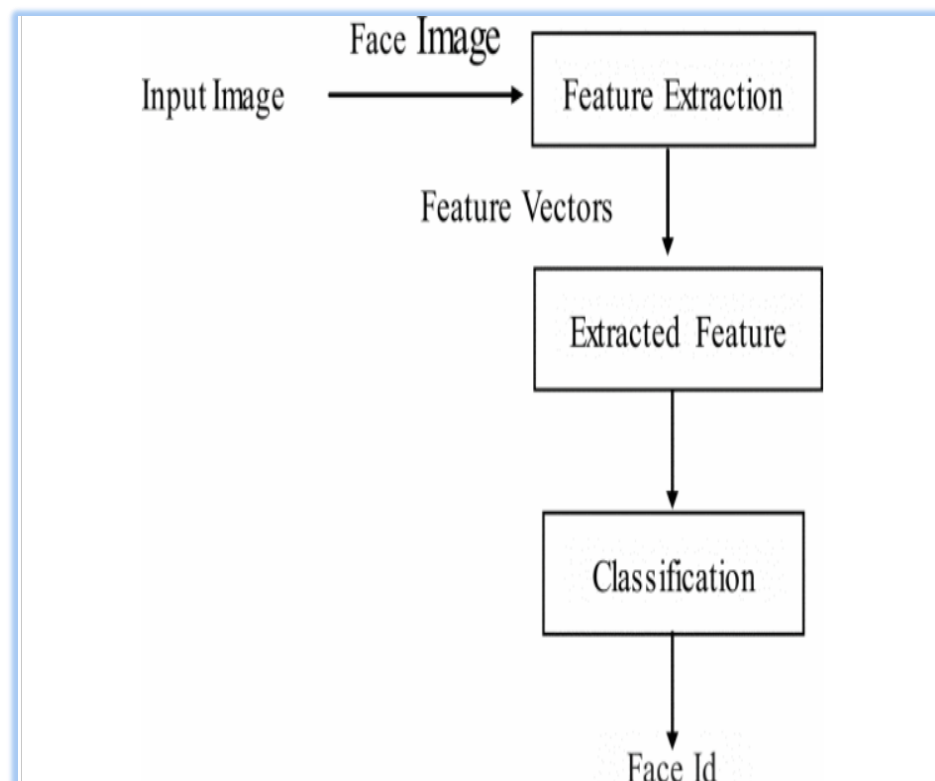 Face Image
Input Image
Feature Extraction
Feature Vectors
Extracted Feature
Classification
Face Id